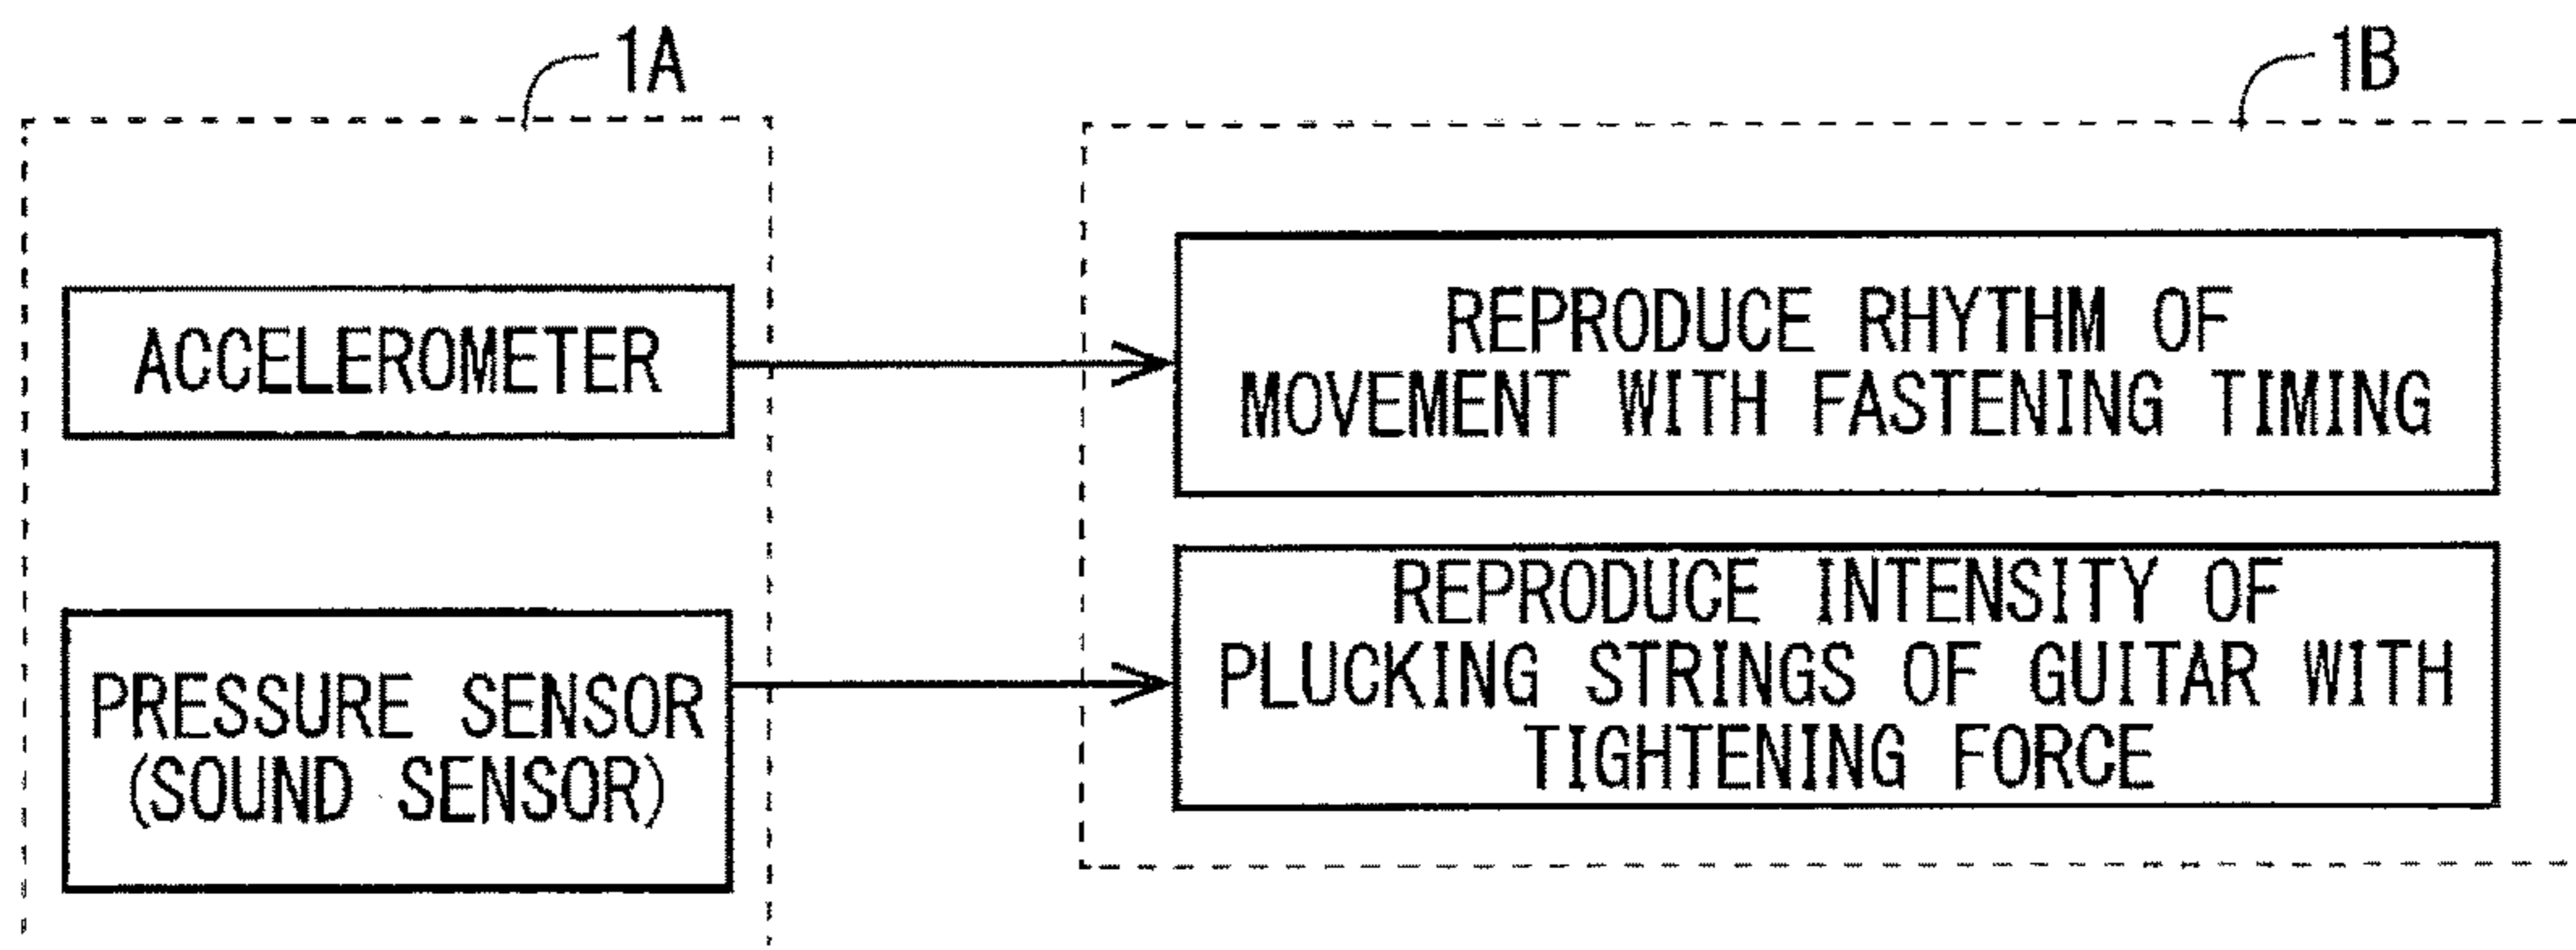 1A
1B
ACCELEROMETER
REPRODUCE RHYTHM OF
MOVEMENT WITH FASTENING TIMING
PRESSURE SENSOR
(SOUND SENSOR)
REPRODUCE INTENSITY OF
PLUCKING STRINGS OF GUITAR WITH
TIGHTENING FORCE